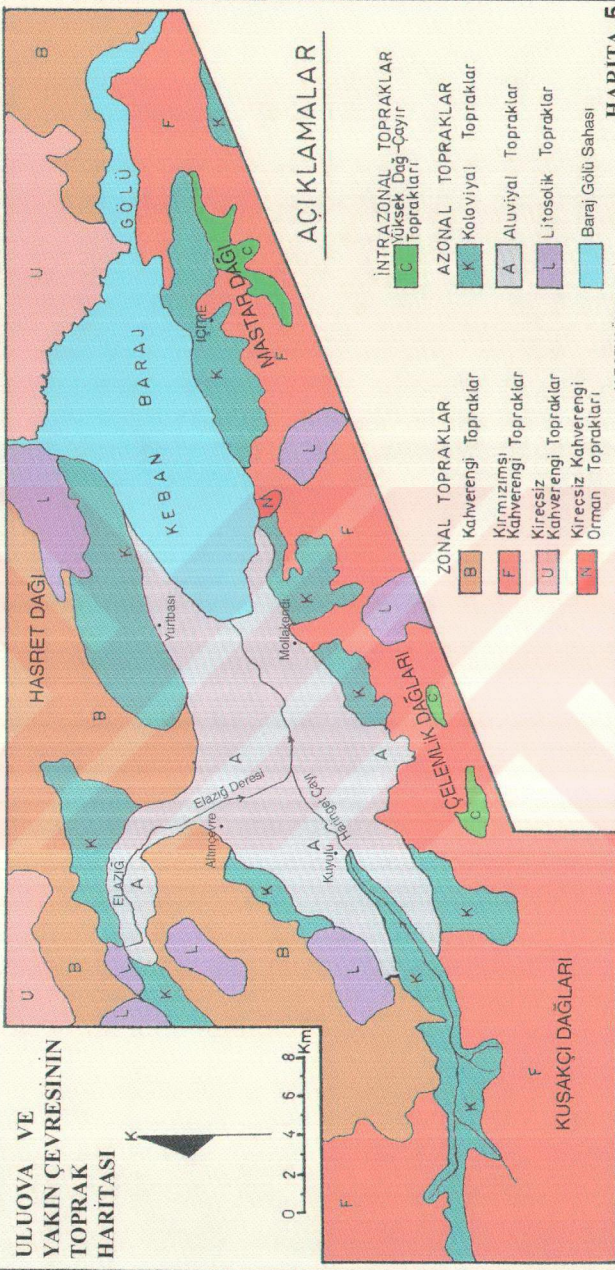 ULUOVA VE
YAKIN ÇEVRESİNİN
TOPRAK
HARİTASI
K
0 2 4 6 8
Km
U
B
L
K
L
L
K
ELAZIĞ
A
L
B
L
K
Altınçevre
Elazığ Deresi
A
A
Kuyulu
Haringet Çayı
HASRET DAĞI
B
L
K
Yurtbaşı
KEBAN BARAJ GÖLÜ
U
B
F
K
K
İÇME
MASTAR DAĞI
C
C
F
N
L
Mollakendi
K
F
K
L
A
ÇELEMLİK DAĞLARI
C
C
K
F
K
K
F
KUŞAKÇI DAĞLARI
AÇIKLAMALAR
ZONAL TOPRAKLAR
B Kahverengi Topraklar
F Kırmızımsı
Kahverengi Topraklar
U Kireçsiz
Kahverengi Topraklar
N Kireçsiz Kahverengi
Orman Toprakları
İNTRAZONAL TOPRAKLAR
C Yüksek Dağ-Çayır
Toprakları
AZONAL TOPRAKLAR
K Koloviyal Topraklar
A Aluviyal Topraklar
L Litosolik Topraklar
Baraj Gölü Sahası
HARİTA 5